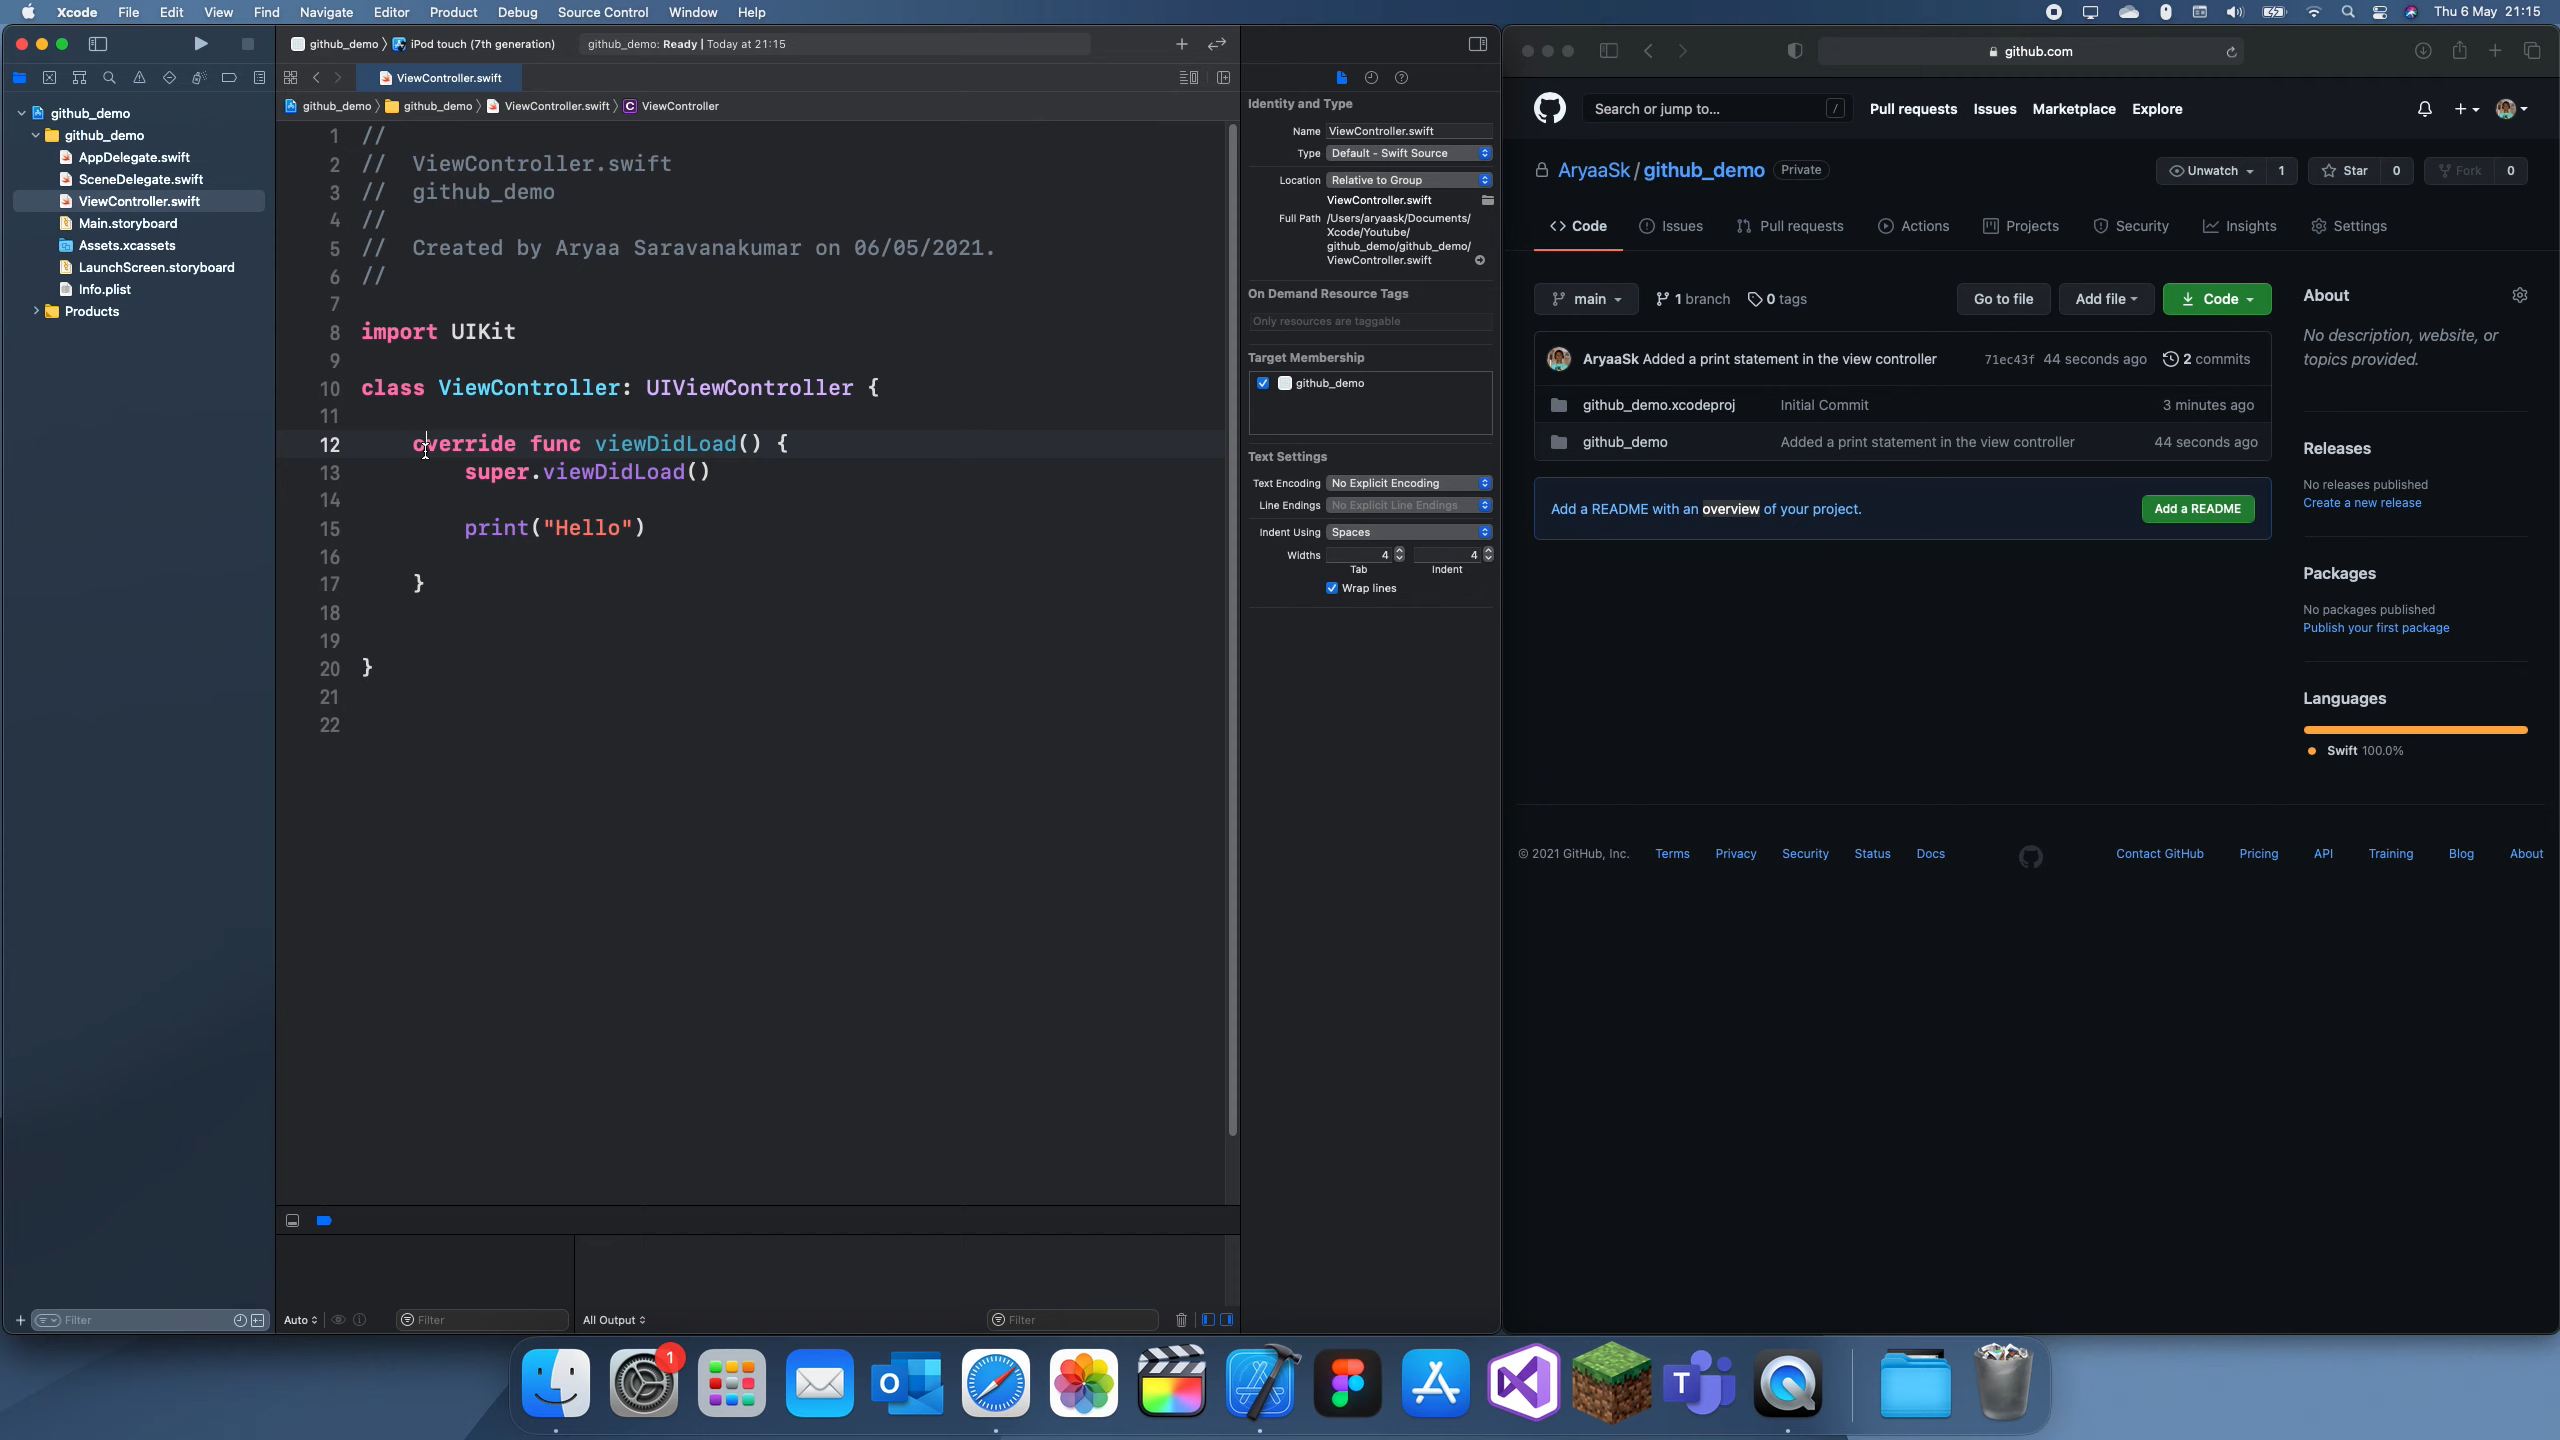 Xcode File Edit View Find Navigate Editor Product Debug Source Control Window Help
Thu 6 May 21:15
github_demo iPod touch (7th generation)
github_demo: Ready | Today at 21:15
ViewController.swift
github_demo github_demo ViewController.swift C ViewController
github_demo
github_demo
AppDelegate.swift
SceneDelegate.swift
ViewController.swift
Main.storyboard
Assets.xcassets
LaunchScreen.storyboard
Info.plist
Products
Filter
1 //
2 // ViewController.swift
3 // github_demo
4 //
5 // Created by Aryaa Saravanakumar on 06/05/2021.
6 //
7
8 import UIKit
9
10 class ViewController: UIViewController {
11
12 override func viewDidLoad() {
13 super.viewDidLoad()
14
15 print("Hello")
16
17 }
18
19
20 }
21
22
Auto
Filter
All Output
Filter
Identity and Type
Name ViewController.swift
Type Default - Swift Source
Location Relative to Group
ViewController.swift
Full Path /Users/aryaask/Documents/
Xcode/Youtube/
github_demo/github_demo/
ViewController.swift
On Demand Resource Tags
Only resources are taggable
Target Membership
github_demo
Text Settings
Text Encoding No Explicit Encoding
Line Endings No Explicit Line Endings
Indent Using Spaces
Widths 4 4
Tab Indent
Wrap lines
github.com
Search or jump to... /
Pull requests Issues Marketplace Explore
AryaaSk / github_demo Private
Unwatch 1 Star 0 Fork 0
Code Issues Pull requests Actions Projects Security Insights Settings
main 1 branch 0 tags
Go to file Add file Code
AryaaSk Added a print statement in the view controller 71ec43f 44 seconds ago 2 commits
github_demo.xcodeproj Initial Commit 3 minutes ago
github_demo Added a print statement in the view controller 44 seconds ago
Add a README with an overview of your project. Add a README
About
No description, website, or
topics provided.
Releases
No releases published
Create a new release
Packages
No packages published
Publish your first package
Languages
Swift 100.0%
© 2021 GitHub, Inc. Terms Privacy Security Status Docs
Contact GitHub Pricing API Training Blog About
1
O
T